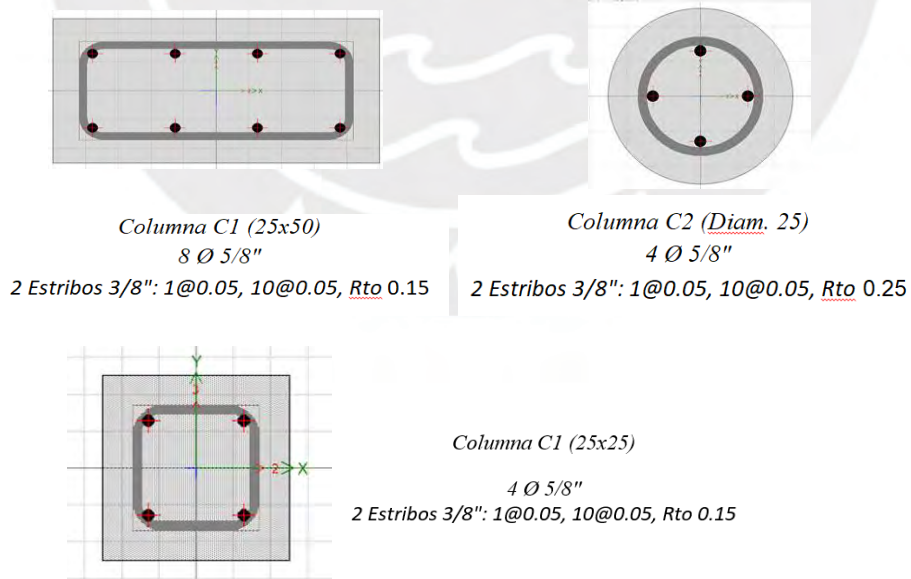 Columna C1 (25x50)
8 Ø 5/8"
2 Estribos 3/8": 1@0.05, 10@0.05, Rto 0.15
Columna C2 (Diam. 25)
4 Ø 5/8"
2 Estribos 3/8": 1@0.05, 10@0.05, Rto 0.25
Y
3
2
X
Columna C1 (25x25)
4 Ø 5/8"
2 Estribos 3/8": 1@0.05, 10@0.05, Rto 0.15